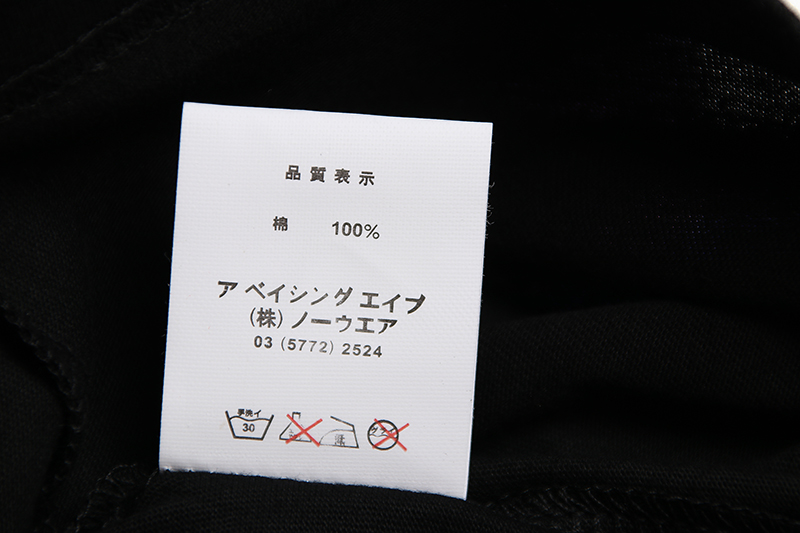 品質表示
棉 100%
ア ベイシング エイプ
(株) ノーウエア
03 (5772) 2524
手洗イ
30